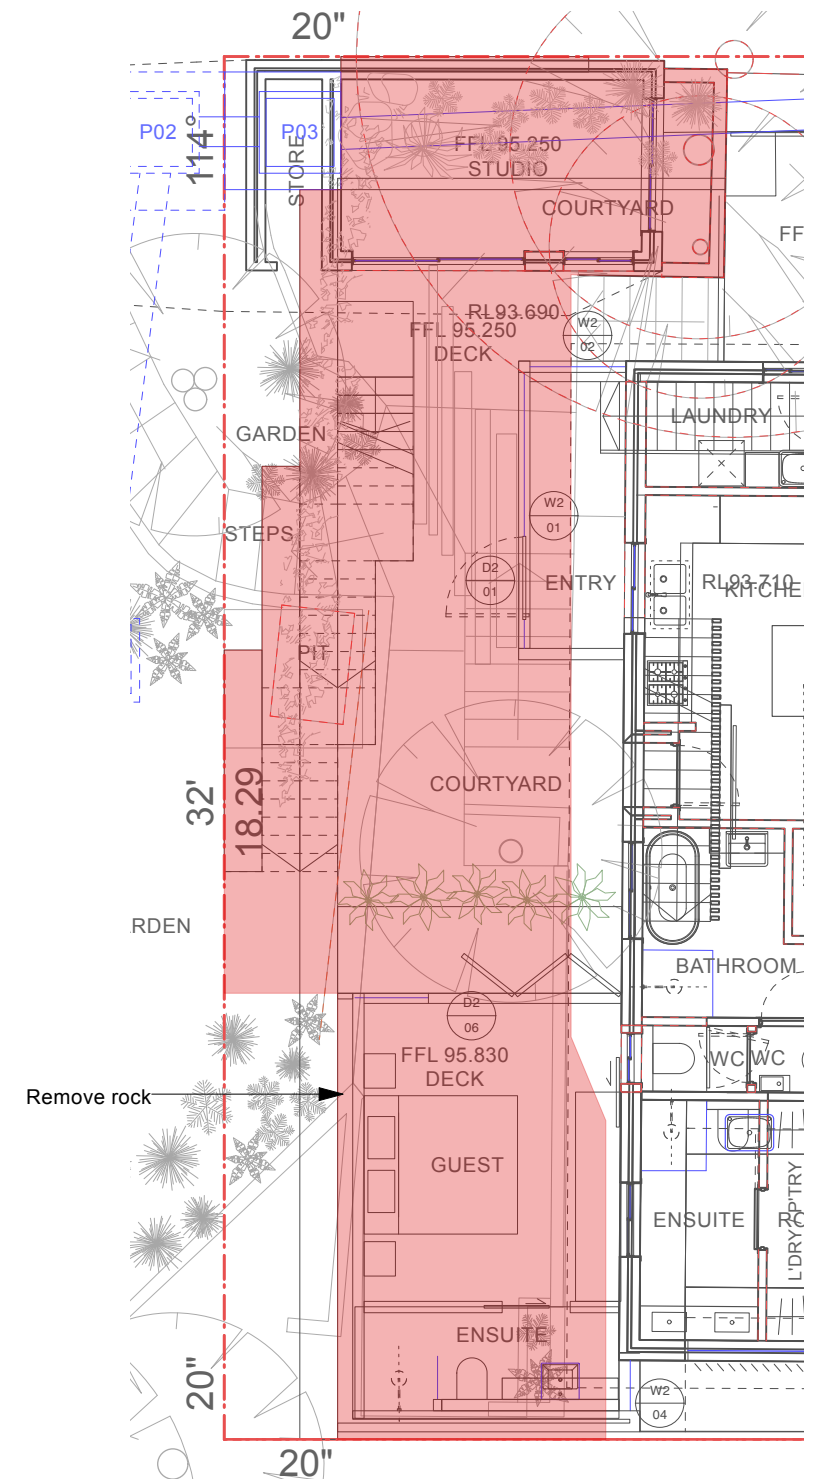 20"
P02
114°
P03
STORE
FFL 95.250
STUDIO
COURTYARD
FF
RL93.690
FFL 95.250
DECK
W2
02
LAUNDRY
GARDEN
STEPS
W2
01
D2
01
ENTRY
RL93.710
KITCHE
PIT
32'
18.29
COURTYARD
RDEN
BATHROOM
D2
06
FFL 95.830
DECK
WC
WC
Remove rock
GUEST
ENSUITE
L'DRY
P'TRY
ENSUITE
20"
W2
04
20"